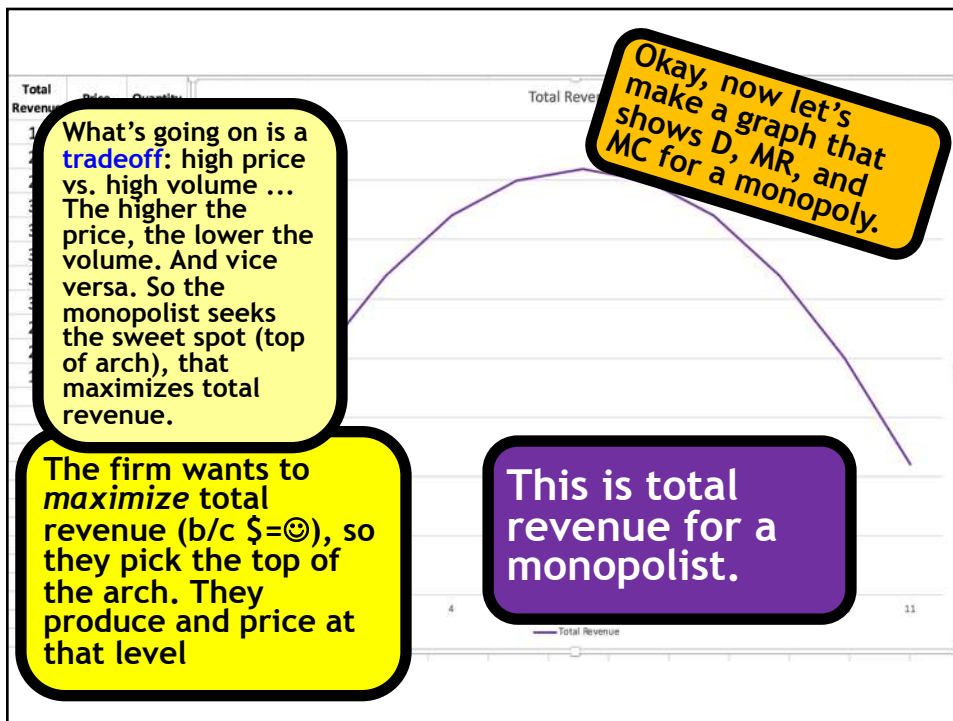 Total
Revenue
Total
Okay, now let's
make a graph that
shows D, MR, and
MC for a monopoly.
What's going on is a
tradeoff: high price
vs. high volume ...
The higher the
price, the lower the
volume. And vice
versa. So the
monopolist seeks
the sweet spot (top
of arch), that
maximizes total
revenue.
The firm wants to
maximize total
revenue (b/c $=☺), so
they pick the top of
the arch. They
produce and price at
that level
This is total
revenue for a
monopolist.
4
11
Total Revenue